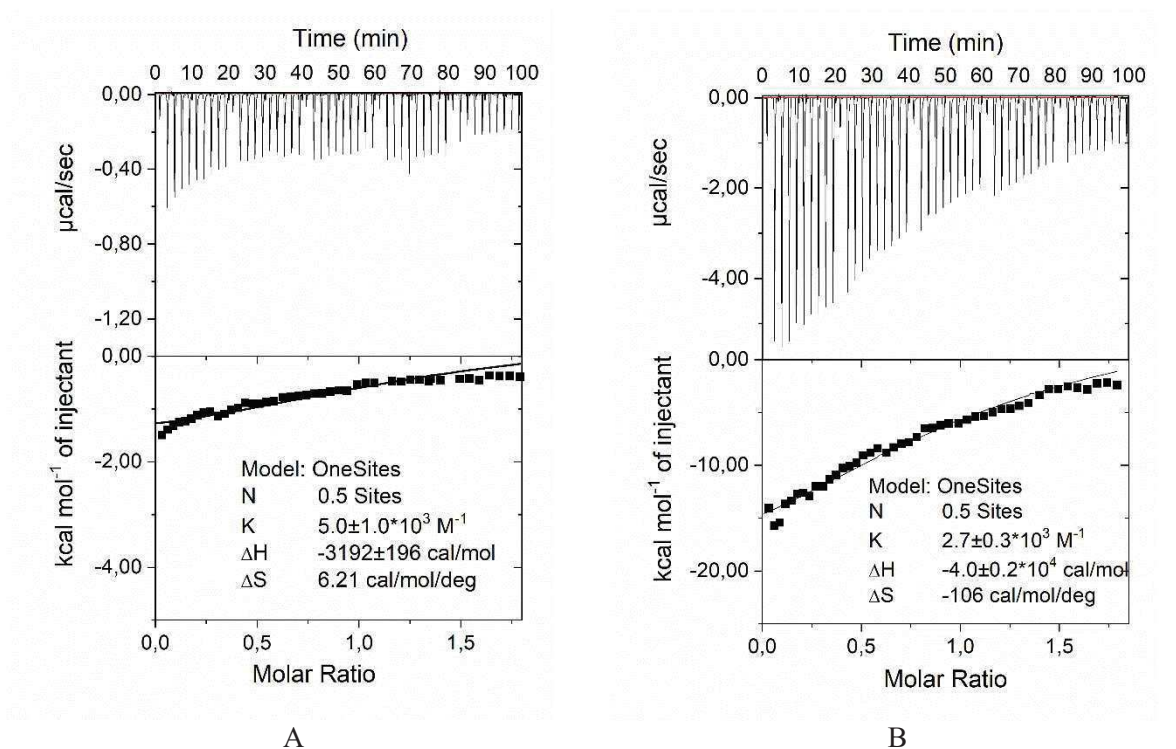 Time (min)
0 10 20 30 40 50 60 70 80 90 100
0,00
-0,40
-0,80
-1,20
µcal/sec
0,00
-2,00
-4,00
kcal mol⁻¹ of injectant
Model: OneSites
N 0.5 Sites
K 5.0±1.0*10³ M⁻¹
ΔH -3192±196 cal/mol
ΔS 6.21 cal/mol/deg
0,0 0,5 1,0 1,5
Molar Ratio
A
Time (min)
0 10 20 30 40 50 60 70 80 90 100
0,00
-2,00
-4,00
µcal/sec
0,00
-10,00
-20,00
kcal mol⁻¹ of injectant
Model: OneSites
N 0.5 Sites
K 2.7±0.3*10³ M⁻¹
ΔH -4.0±0.2*10⁴ cal/mol
ΔS -106 cal/mol/deg
0,0 0,5 1,0 1,5
Molar Ratio
B